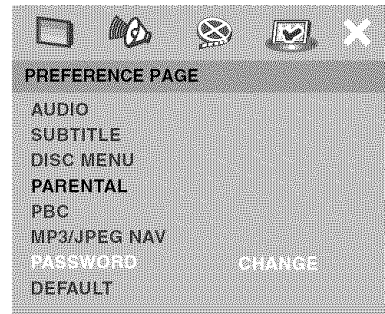 PREFERENCE PAGE
AUDIO
SUBTITLE
DISC MENU
PARENTAL
PBC
MP3/JPEG NAV
PASSWORD CHANGE
DEFAULT